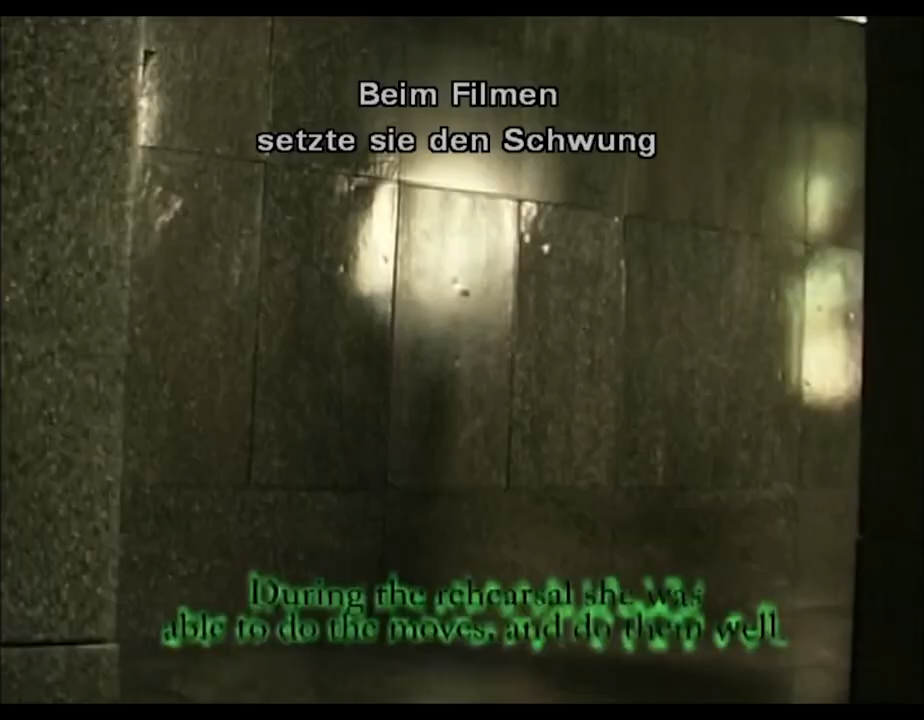 Beim Filmen
setzte sie den Schwung
During the rehearsal she was
able to do the moves, and do them well.